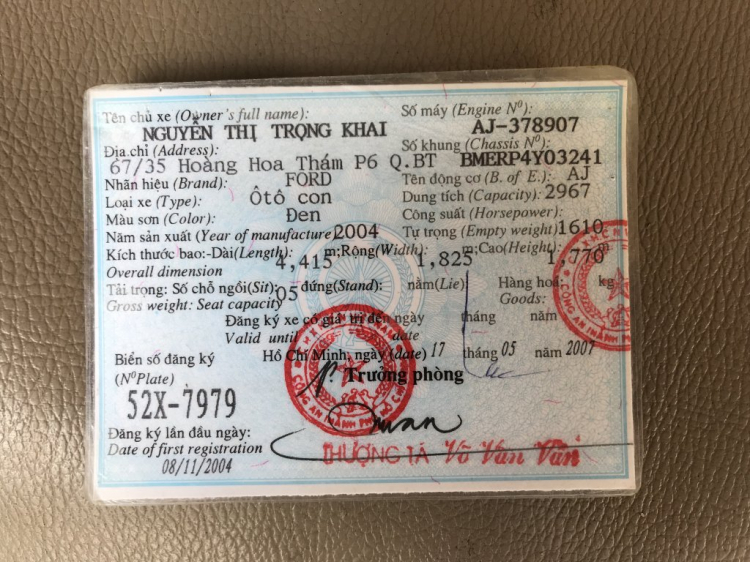 Tên chủ xe (Owner's full name): Số máy (Engine Nº):
NGUYỄN THỊ TRỌNG KHAI AJ-378907
Địa chỉ (Address): Số khung (Chassis Nº):
67/35 Hoàng Hoa Thám P6 Q.BT BMERP4Y03241
Nhãn hiệu (Brand): FORD Tên động cơ (B. of E.): AJ
Loại xe (Type): Ôtô con Dung tích (Capacity): 2967
Màu sơn (Color): Đen Công suất (Horsepower):
Năm sản xuất (Year of manufacture) 2004 Tự trọng (Empty weight) 1610
Kích thước bao:-Dài(Length): 4,415 m;Rộng(Width): 1,825 m;Cao(Height): 1,770 m
Overall dimension
Tải trọng: Số chỗ ngồi(Sit): 05 đứng(Stand): nằm(Lie) Hàng hoá: kg
Gross weight: Seat capacity Goods:
Đăng ký xe có giá trị đến ngày tháng năm
Valid until date
Biển số đăng ký Hồ Chí Minh, ngày (date) 17 tháng 05 năm 2007
(NºPlate) Trưởng phòng
52X-7979
Đăng ký lần đầu ngày:
Date of first registration THƯỢNG TÁ Võ Văn Vân
08/11/2004